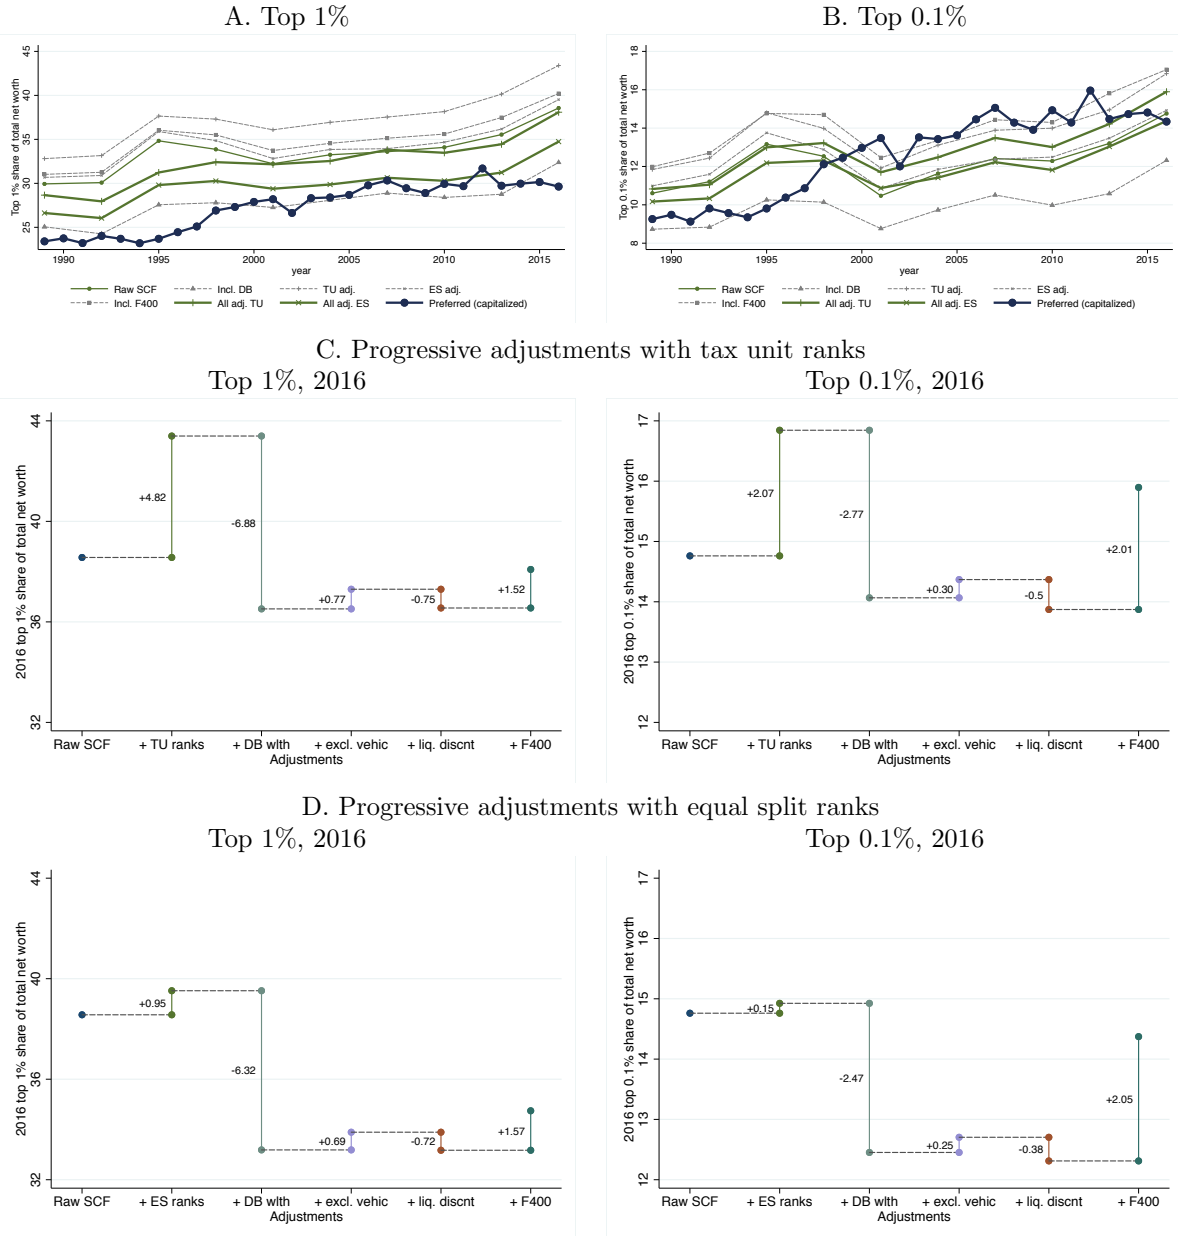 A. Top 1%
Top 1% share of total net worth
45
40
35
30
25
1990 1995 2000 2005 2010 2015
year
Raw SCF Incl. DB TU adj. ES adj.
Incl. F400 All adj. TU All adj. ES Preferred (capitalized)
B. Top 0.1%
Top 0.1% share of total net worth
18
16
14
12
10
8
1990 1995 2000 2005 2010 2015
year
Raw SCF Incl. DB TU adj. ES adj.
Incl. F400 All adj. TU All adj. ES Preferred (capitalized)
C. Progressive adjustments with tax unit ranks
Top 1%, 2016
2016 top 1% share of total net worth
44
40
36
32
+4.82
-6.88
+0.77
-0.75
+1.52
Raw SCF + TU ranks + DB wlth + excl. vehic + liq. discnt + F400
Adjustments
Top 0.1%, 2016
2016 top 0.1% share of total net worth
17
16
15
14
13
12
+2.07
-2.77
+0.30
-0.5
+2.01
Raw SCF + TU ranks + DB wlth + excl. vehic + liq. discnt + F400
Adjustments
D. Progressive adjustments with equal split ranks
Top 1%, 2016
2016 top 1% share of total net worth
44
40
36
32
+0.95
-6.32
+0.69
-0.72
+1.57
Raw SCF + ES ranks + DB wlth + excl. vehic + liq. discnt + F400
Adjustments
Top 0.1%, 2016
2016 top 0.1% share of total net worth
17
16
15
14
13
12
+0.15
-2.47
+0.25
-0.38
+2.05
Raw SCF + ES ranks + DB wlth + excl. vehic + liq. discnt + F400
Adjustments